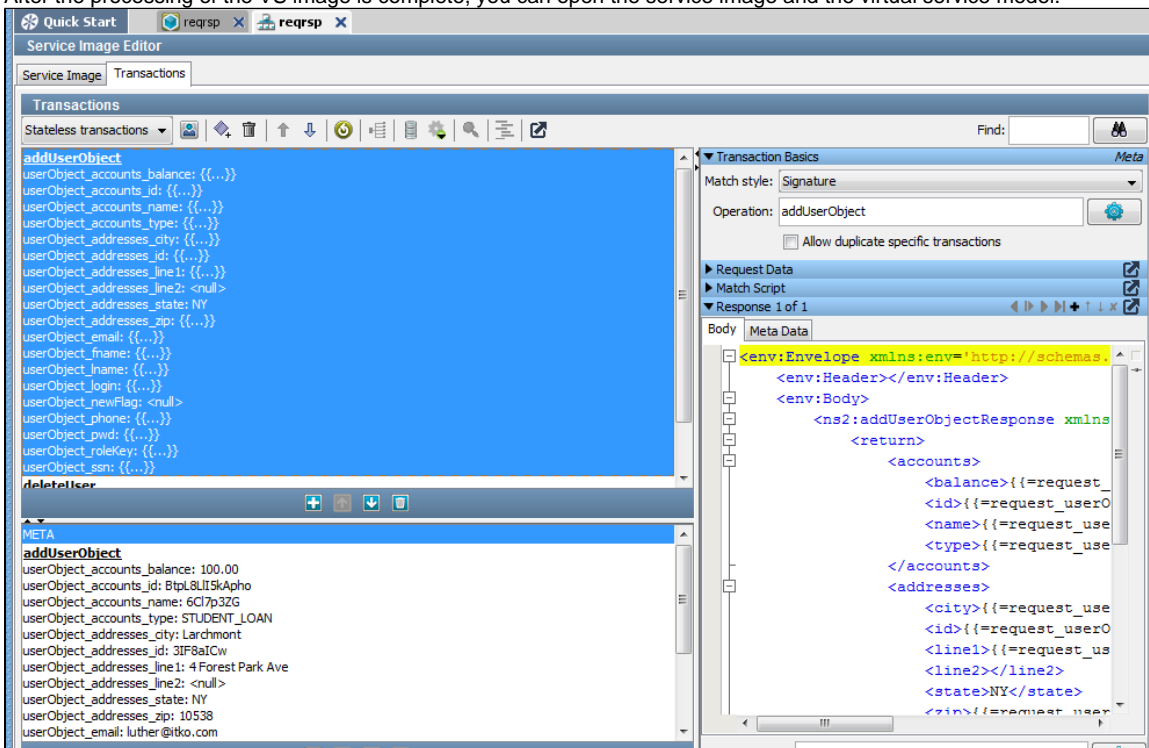 After the processing of the VS image is complete, you can open the service image and the virtual service model.
Quick Start
reqrsp
reqrsp
Service Image Editor
Service Image
Transactions
Transactions
Stateless transactions
Find:
addUserObject
userObject_accounts_balance: {{...}}
userObject_accounts_id: {{...}}
userObject_accounts_name: {{...}}
userObject_accounts_type: {{...}}
userObject_addresses_city: {{...}}
userObject_addresses_id: {{...}}
userObject_addresses_line1: {{...}}
userObject_addresses_line2: <null>
userObject_addresses_state: NY
userObject_addresses_zip: {{...}}
userObject_email: {{...}}
userObject_fname: {{...}}
userObject_lname: {{...}}
userObject_login: {{...}}
userObject_newFlag: <null>
userObject_phone: {{...}}
userObject_pwd: {{...}}
userObject_roleKey: {{...}}
userObject_ssn: {{...}}
deleteUser
META
addUserObject
userObject_accounts_balance: 100.00
userObject_accounts_id: BtpL8LlI5kApho
userObject_accounts_name: 6Cl7p3ZG
userObject_accounts_type: STUDENT_LOAN
userObject_addresses_city: Larchmont
userObject_addresses_id: 3IF8aICw
userObject_addresses_line1: 4 Forest Park Ave
userObject_addresses_line2: <null>
userObject_addresses_state: NY
userObject_addresses_zip: 10538
userObject_email: luther@itko.com
Transaction Basics
Meta
Match style: Signature
Operation: addUserObject
Allow duplicate specific transactions
Request Data
Match Script
Response 1 of 1
Body
Meta Data
<env:Envelope xmlns:env='http://schemas.
<env:Header></env:Header>
<env:Body>
<ns2:addUserObjectResponse xmlns
<return>
<accounts>
<balance>{{=request_
<id>{{=request_userO
<name>{{=request_use
<type>{{=request_use
</accounts>
<addresses>
<city>{{=request_use
<id>{{=request_userO
<line1>{{=request_us
<line2></line2>
<state>NY</state>
<zip>{{=request_user